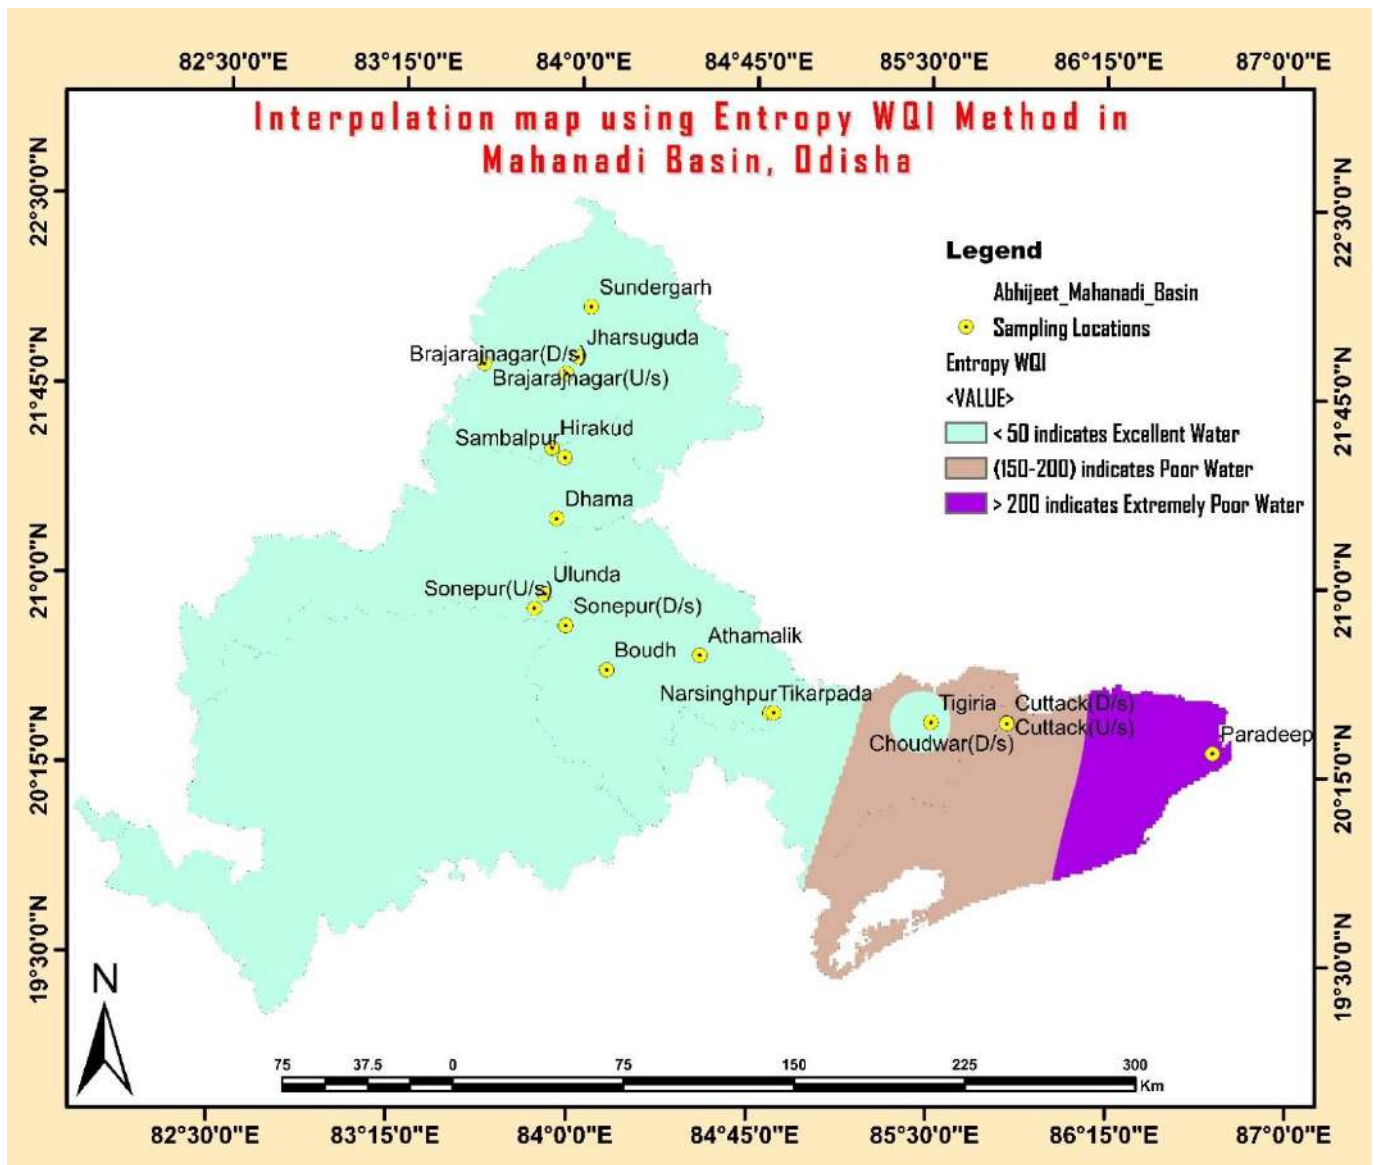 82°30'0"E 83°15'0"E 84°0'0"E 84°45'0"E 85°30'0"E 86°15'0"E 87°0'0"E
Interpolation map using Entropy WQI Method in
Mahanadi Basin, Odisha
22°30'0"N
21°45'0"N
21°0'0"N
20°15'0"N
19°30'0"N
22°30'0"N
21°45'0"N
21°0'0"N
20°15'0"N
19°30'0"N
Legend
Abhijeet_Mahanadi_Basin
Sampling Locations
Entropy WQI
<VALUE>
< 50 indicates Excellent Water
(150-200) indicates Poor Water
> 200 indicates Extremely Poor Water
Sundergarh
Jharsuguda
Brajarajnagar(D/s)
Brajarajnagar(U/s)
Hirakud
Sambalpur
Dhama
Ulunda
Sonepur(U/s)
Sonepur(D/s)
Athamalik
Boudh
Narsinghpur Tikarpada
Tigiria
Cuttack(D/s)
Cuttack(U/s)
Choudwar(D/s)
Paradeep
N
75 37.5 0 75 150 225 300
Km
82°30'0"E 83°15'0"E 84°0'0"E 84°45'0"E 85°30'0"E 86°15'0"E 87°0'0"E